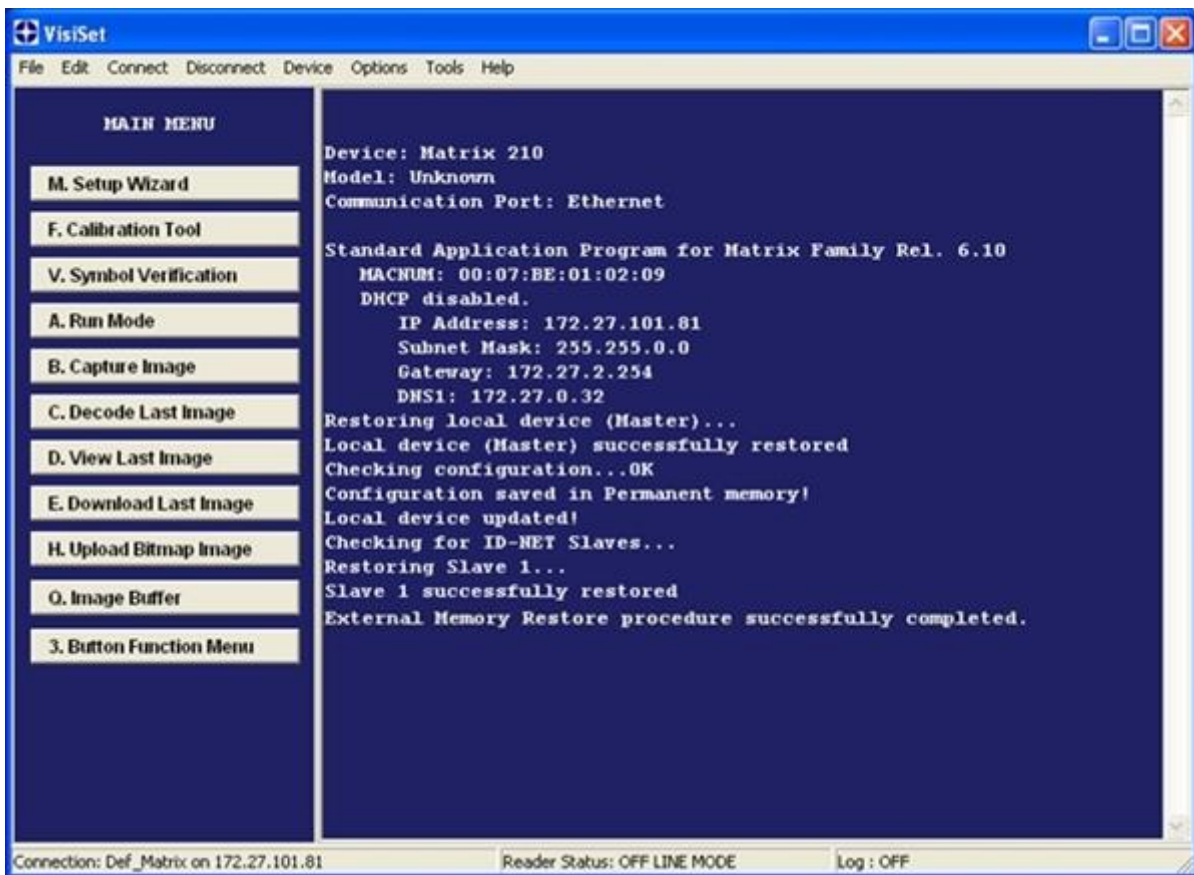 VisiSet
File Edit Connect Disconnect Device Options Tools Help
MAIN MENU
M. Setup Wizard
F. Calibration Tool
V. Symbol Verification
A. Run Mode
B. Capture Image
C. Decode Last Image
D. View Last Image
E. Download Last Image
H. Upload Bitmap Image
Q. Image Buffer
3. Button Function Menu
Device: Matrix 210
Model: Unknown
Communication Port: Ethernet
Standard Application Program for Matrix Family Rel. 6.10
MACNUM: 00:07:BE:01:02:09
DHCP disabled.
IP Address: 172.27.101.81
Subnet Mask: 255.255.0.0
Gateway: 172.27.2.254
DNS1: 172.27.0.32
Restoring local device (Master)...
Local device (Master) successfully restored
Checking configuration...OK
Configuration saved in Permanent memory!
Local device updated!
Checking for ID-NET Slaves...
Restoring Slave 1...
Slave 1 successfully restored
External Memory Restore procedure successfully completed.
Connection: Def_Matrix on 172.27.101.81
Reader Status: OFF LINE MODE
Log : OFF